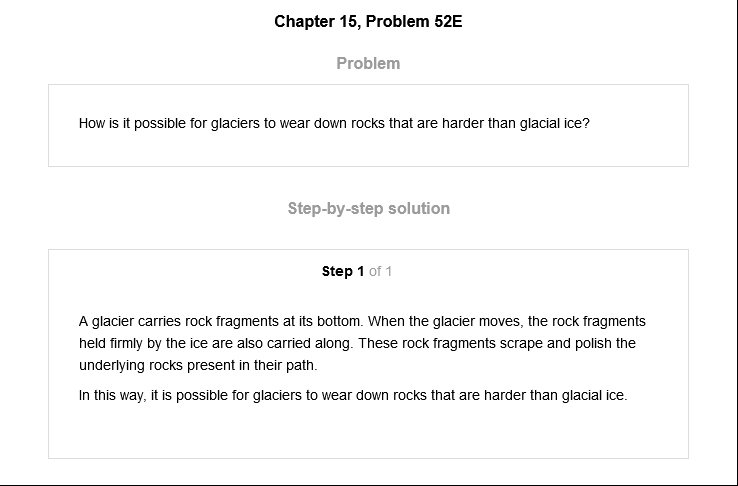 Chapter 15, Problem 52E
Problem
How is it possible for glaciers to wear down rocks that are harder than glacial ice?
Step-by-step solution
Step 1 of 1
A glacier carries rock fragments at its bottom. When the glacier moves, the rock fragments
held firmly by the ice are also carried along. These rock fragments scrape and polish the
underlying rocks present in their path.
In this way, it is possible for glaciers to wear down rocks that are harder than glacial ice.